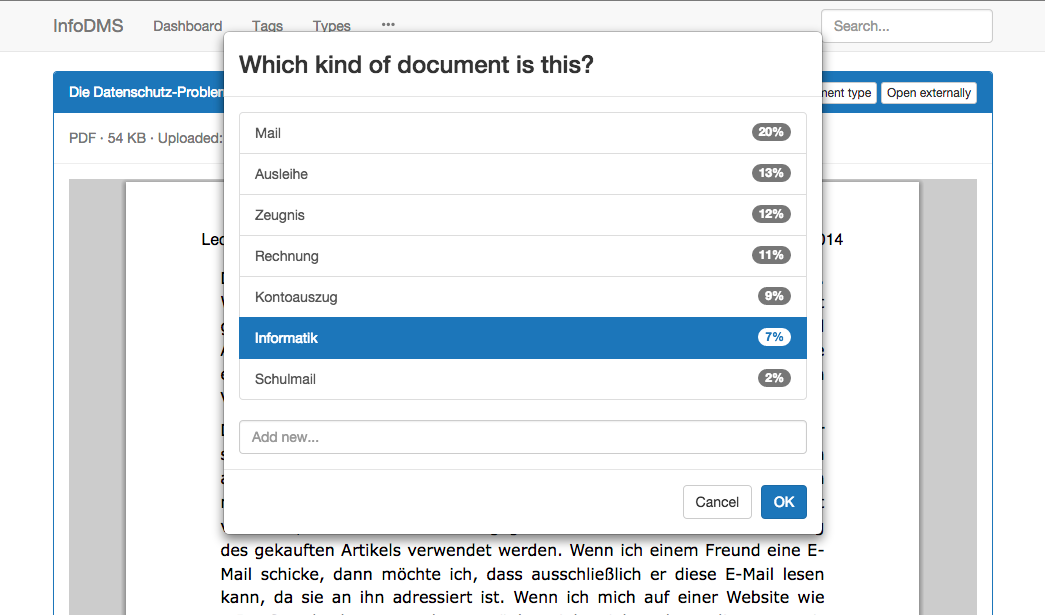 InfoDMS Dashboard Tags Types ••• Search...
Which kind of document is this?
Die Datenschutz-Problem
type Open externally
PDF · 54 KB · Uploaded:
Mail 20%
Ausleihe 13%
Zeugnis 12%
Rechnung 11%
Kontoauszug 9%
Informatik 7%
Schulmail 2%
Add new...
Cancel OK
des gekauften Artikels verwendet werden. Wenn ich einem Freund eine E-
Mail schicke, dann möchte ich, dass ausschließlich er diese E-Mail lesen
kann, da sie an ihn adressiert ist. Wenn ich mich auf einer Website wie